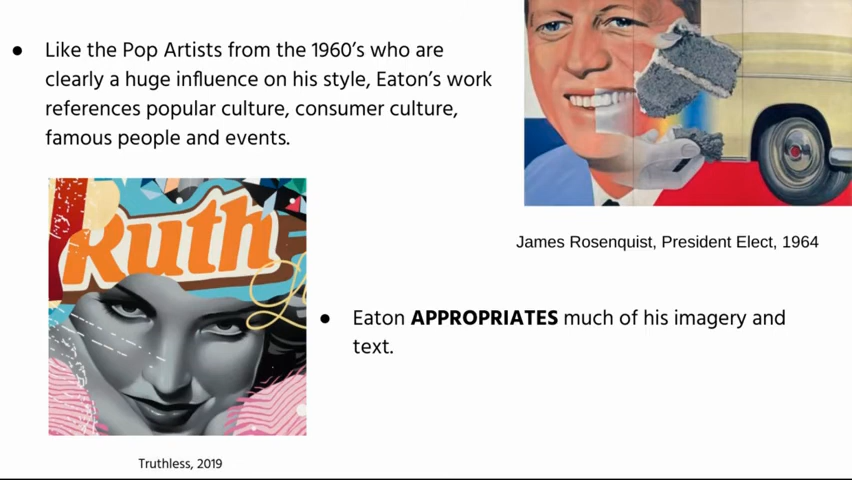 ● Like the Pop Artists from the 1960's who are
clearly a huge influence on his style, Eaton's work
references popular culture, consumer culture,
famous people and events.
James Rosenquist, President Elect, 1964
Ruth
● Eaton APPROPRIATES much of his imagery and
text.
Truthless, 2019